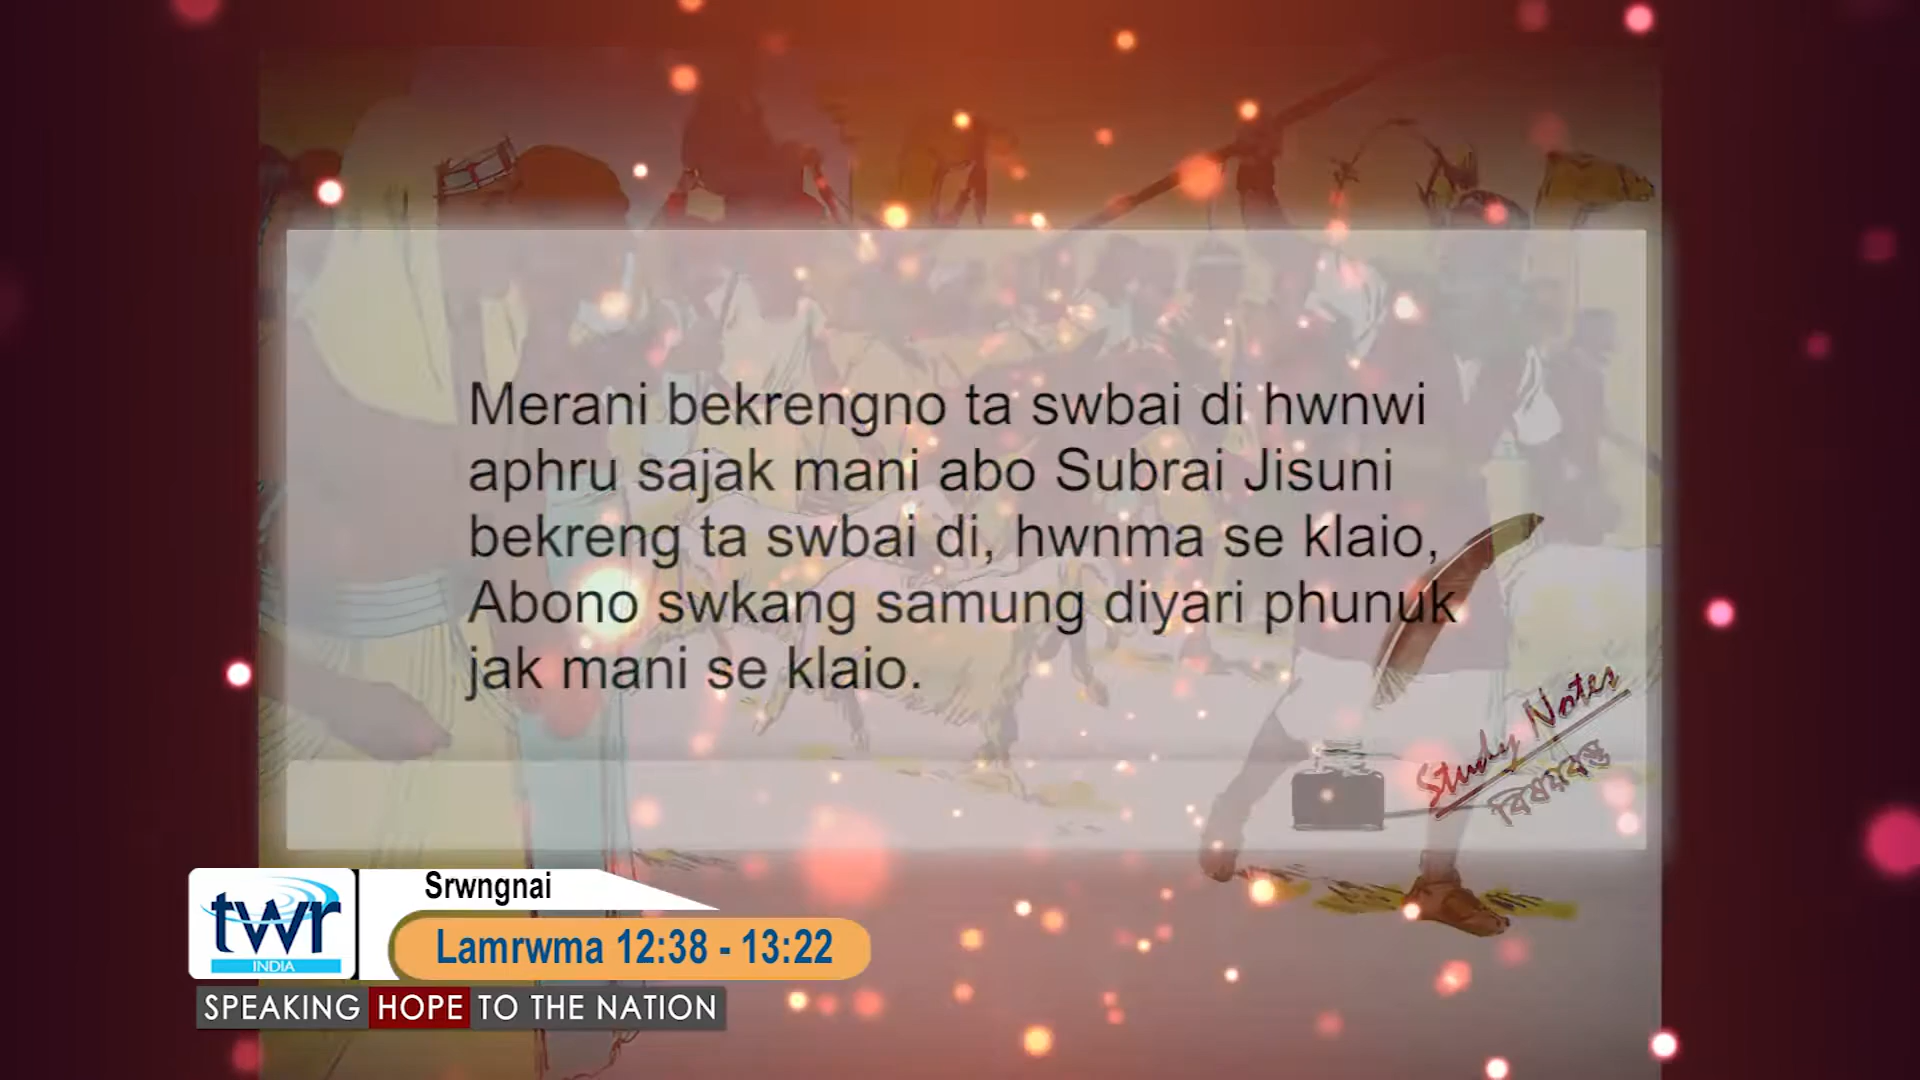 Merani bekrengno ta swbai di hwnwi
aphru sajak mani abo Subrai Jisuni
bekreng ta swbai di, hwnma se klaio,
Abono swkang samung diyari phunuk
jak mani se klaio.
Study Notes
বিষয়বস্তু
twr
INDIA
Srwngnai
Lamrwma 12:38 - 13:22
SPEAKING HOPE TO THE NATION